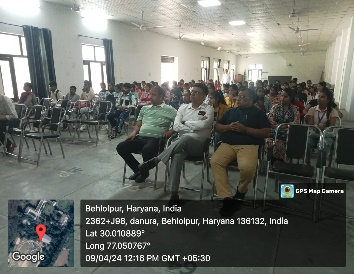 GPS Map Camera
Behlolpur, Haryana, India
2362+J98, danura, Behlolpur, Haryana 136132, India
Lat 30.010889°
Long 77.050767°
09/04/24 12:16 PM GMT +05:30
Google